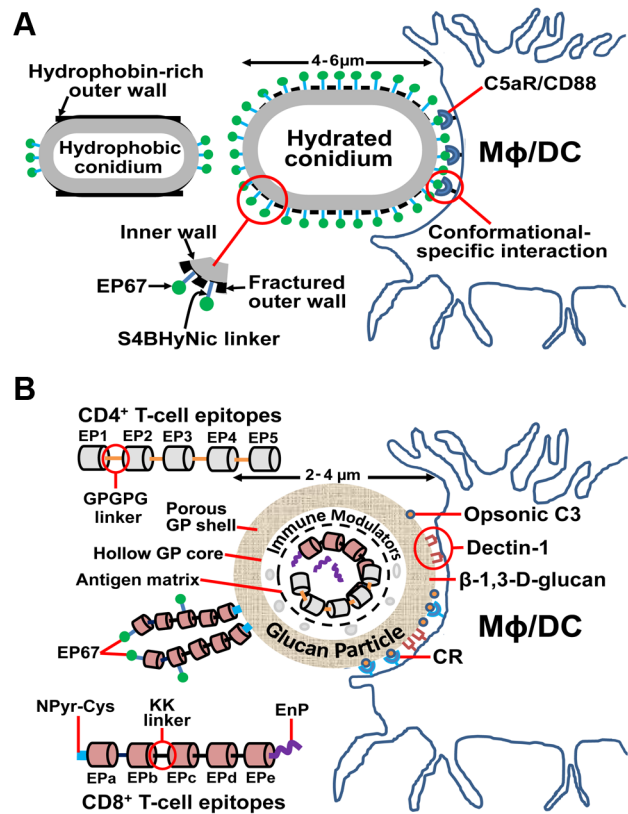 A
4-6µm
Hydrophobin-rich
outer wall
C5aR/CD88
Hydrophobic
conidium
Hydrated
conidium
Mϕ/DC
Inner wall
Conformational-
specific interaction
EP67
Fractured
outer wall
S4BHyNic linker
B
CD4⁺ T-cell epitopes
EP1 EP2 EP3 EP4 EP5
2-4 µm
GPGPG
linker
Porous
GP shell
Immune Modulators
Opsonic C3
Hollow GP core
Dectin-1
Antigen matrix
β-1,3-D-glucan
Glucan Particle
Mϕ/DC
EP67
CR
NPyr-Cys
KK
linker
EnP
EPa EPb EPc EPd EPe
CD8⁺ T-cell epitopes